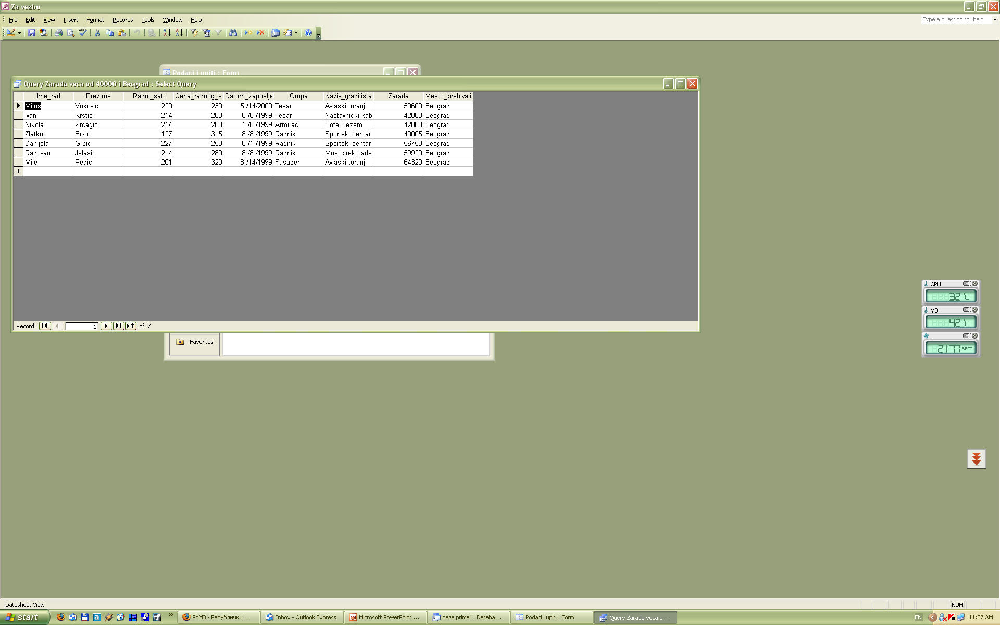 Za vezbu
File Edit View Insert Format Records Tools Window Help
Type a question for help
Podaci i upiti : Form
Query Zarada veca od 40000 i Beograd : Select Query
Ime_rad Prezime Radni_sati Cena_radnog_s Datum_zaposlje Grupa Naziv_gradilista Zarada Mesto_prebivali
Milos Vukovic 220 230 5 /14/2000 Tesar Avlaski toranj 50600 Beograd
Ivan Krstic 214 200 8 /8 /1999 Tesar Nastavnicki kab 42800 Beograd
Nikola Krcagic 214 200 1 /8 /1999 Armirac Hotel Jezero 42800 Beograd
Zlatko Brzic 127 315 8 /8 /1999 Radnik Sportski centar 40005 Beograd
Danijela Grbic 227 250 8 /1 /1999 Radnik Sportski centar 56750 Beograd
Radovan Jelasic 214 280 8 /8 /1999 Radnik Most preko ade 59920 Beograd
Mile Pegic 201 320 8 /14/1999 Fasader Avlaski toranj 64320 Beograd
Record: 1 of 7
Favorites
CPU
32°C
MB
42°C
2177 RPM
Datasheet View
NUM
start
РХМЗ - Републички ...
Inbox - Outlook Express
Microsoft PowerPoint ...
baza primer : Databa...
Podaci i upiti : Form
Query Zarada veca o...
EN
11:27 AM